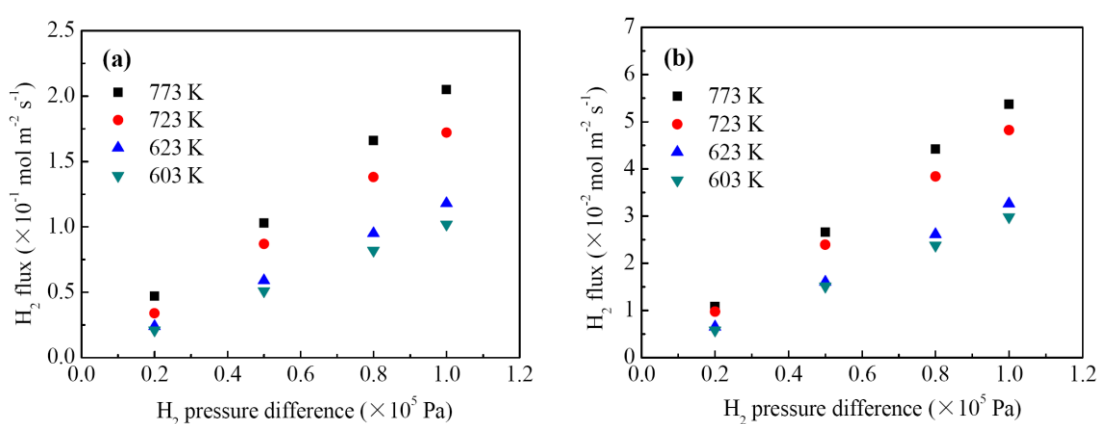 (a)
773 K
723 K
623 K
603 K
2.5
2.0
1.5
1.0
0.5
0.0
H₂ flux (×10⁻¹ mol m⁻² s⁻¹)
0.0 0.2 0.4 0.6 0.8 1.0 1.2
H₂ pressure difference (×10⁵ Pa)
(b)
773 K
723 K
623 K
603 K
7
6
5
4
3
2
1
0
H₂ flux (×10⁻² mol m⁻² s⁻¹)
0.0 0.2 0.4 0.6 0.8 1.0 1.2
H₂ pressure difference (×10⁵ Pa)